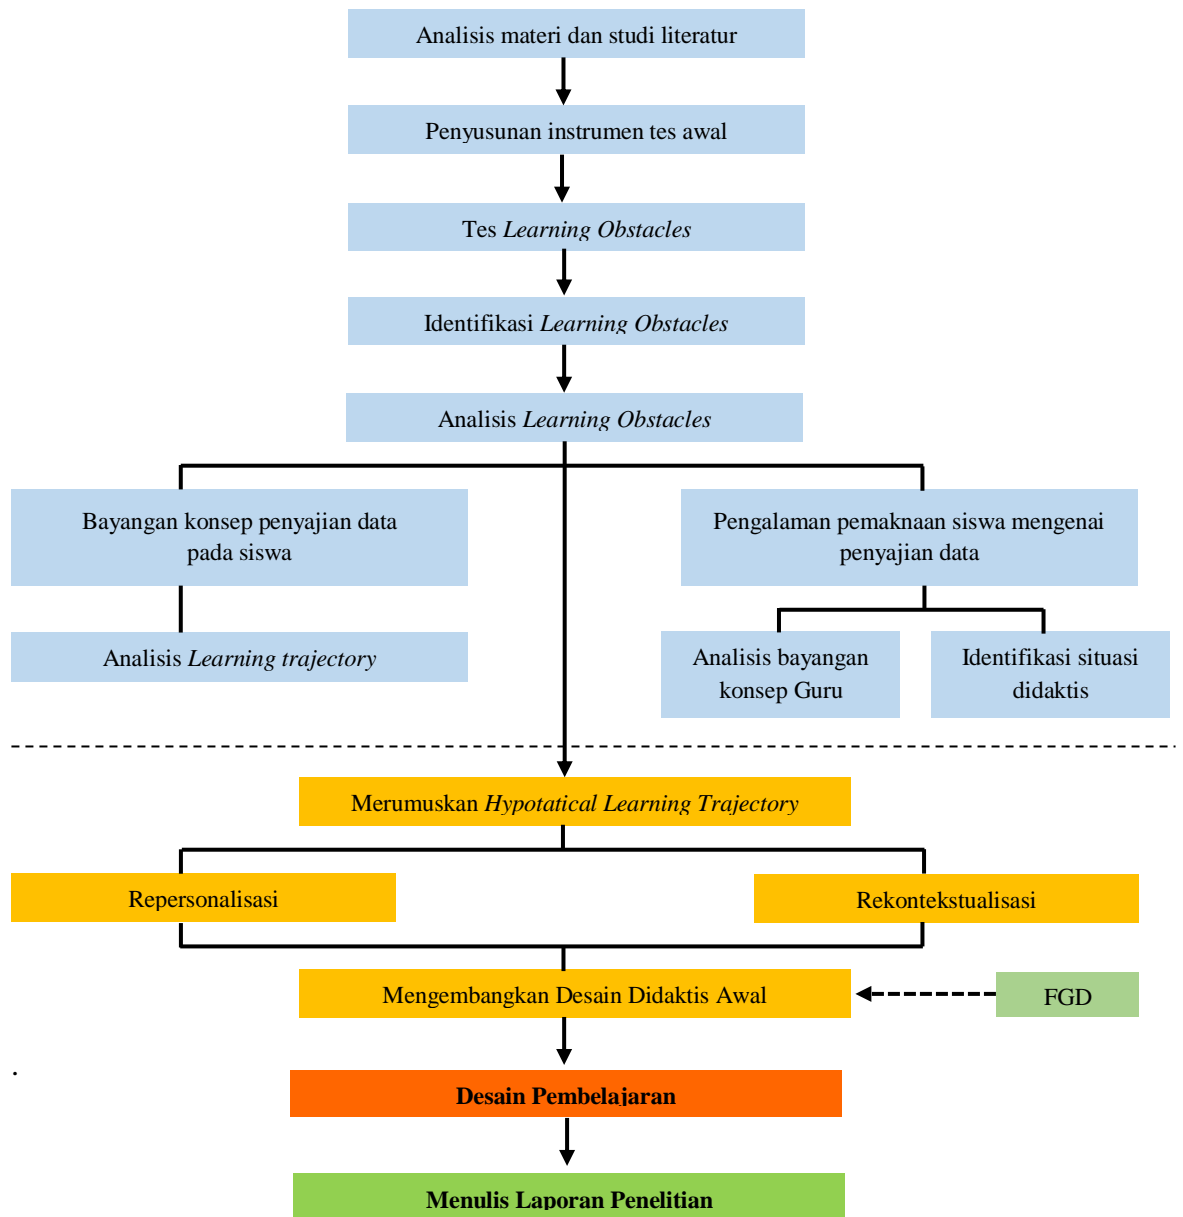 Analisis materi dan studi literatur
Penyusunan instrumen tes awal
Tes Learning Obstacles
Identifikasi Learning Obstacles
Analisis Learning Obstacles
Bayangan konsep penyajian data
pada siswa
Pengalaman pemaknaan siswa mengenai
penyajian data
Analisis Learning trajectory
Analisis bayangan
konsep Guru
Identifikasi situasi
didaktis
Merumuskan Hypotatical Learning Trajectory
Repersonalisasi
Rekontekstualisasi
Mengembangkan Desain Didaktis Awal
FGD
.
Desain Pembelajaran
Menulis Laporan Penelitian